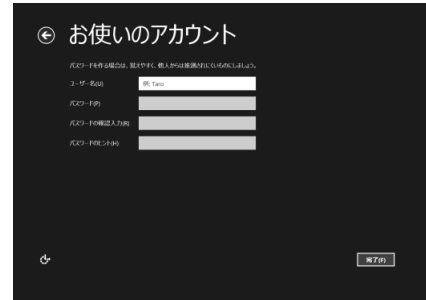 お使いのアカウント
パスワードを作る場合は、覚えやすく、他人からは推測されにくいものにしましょう。
ユーザー名(U)
例: Taro
パスワード(P)
パスワードの確認入力(R)
パスワードのヒント(H)
完了(F)